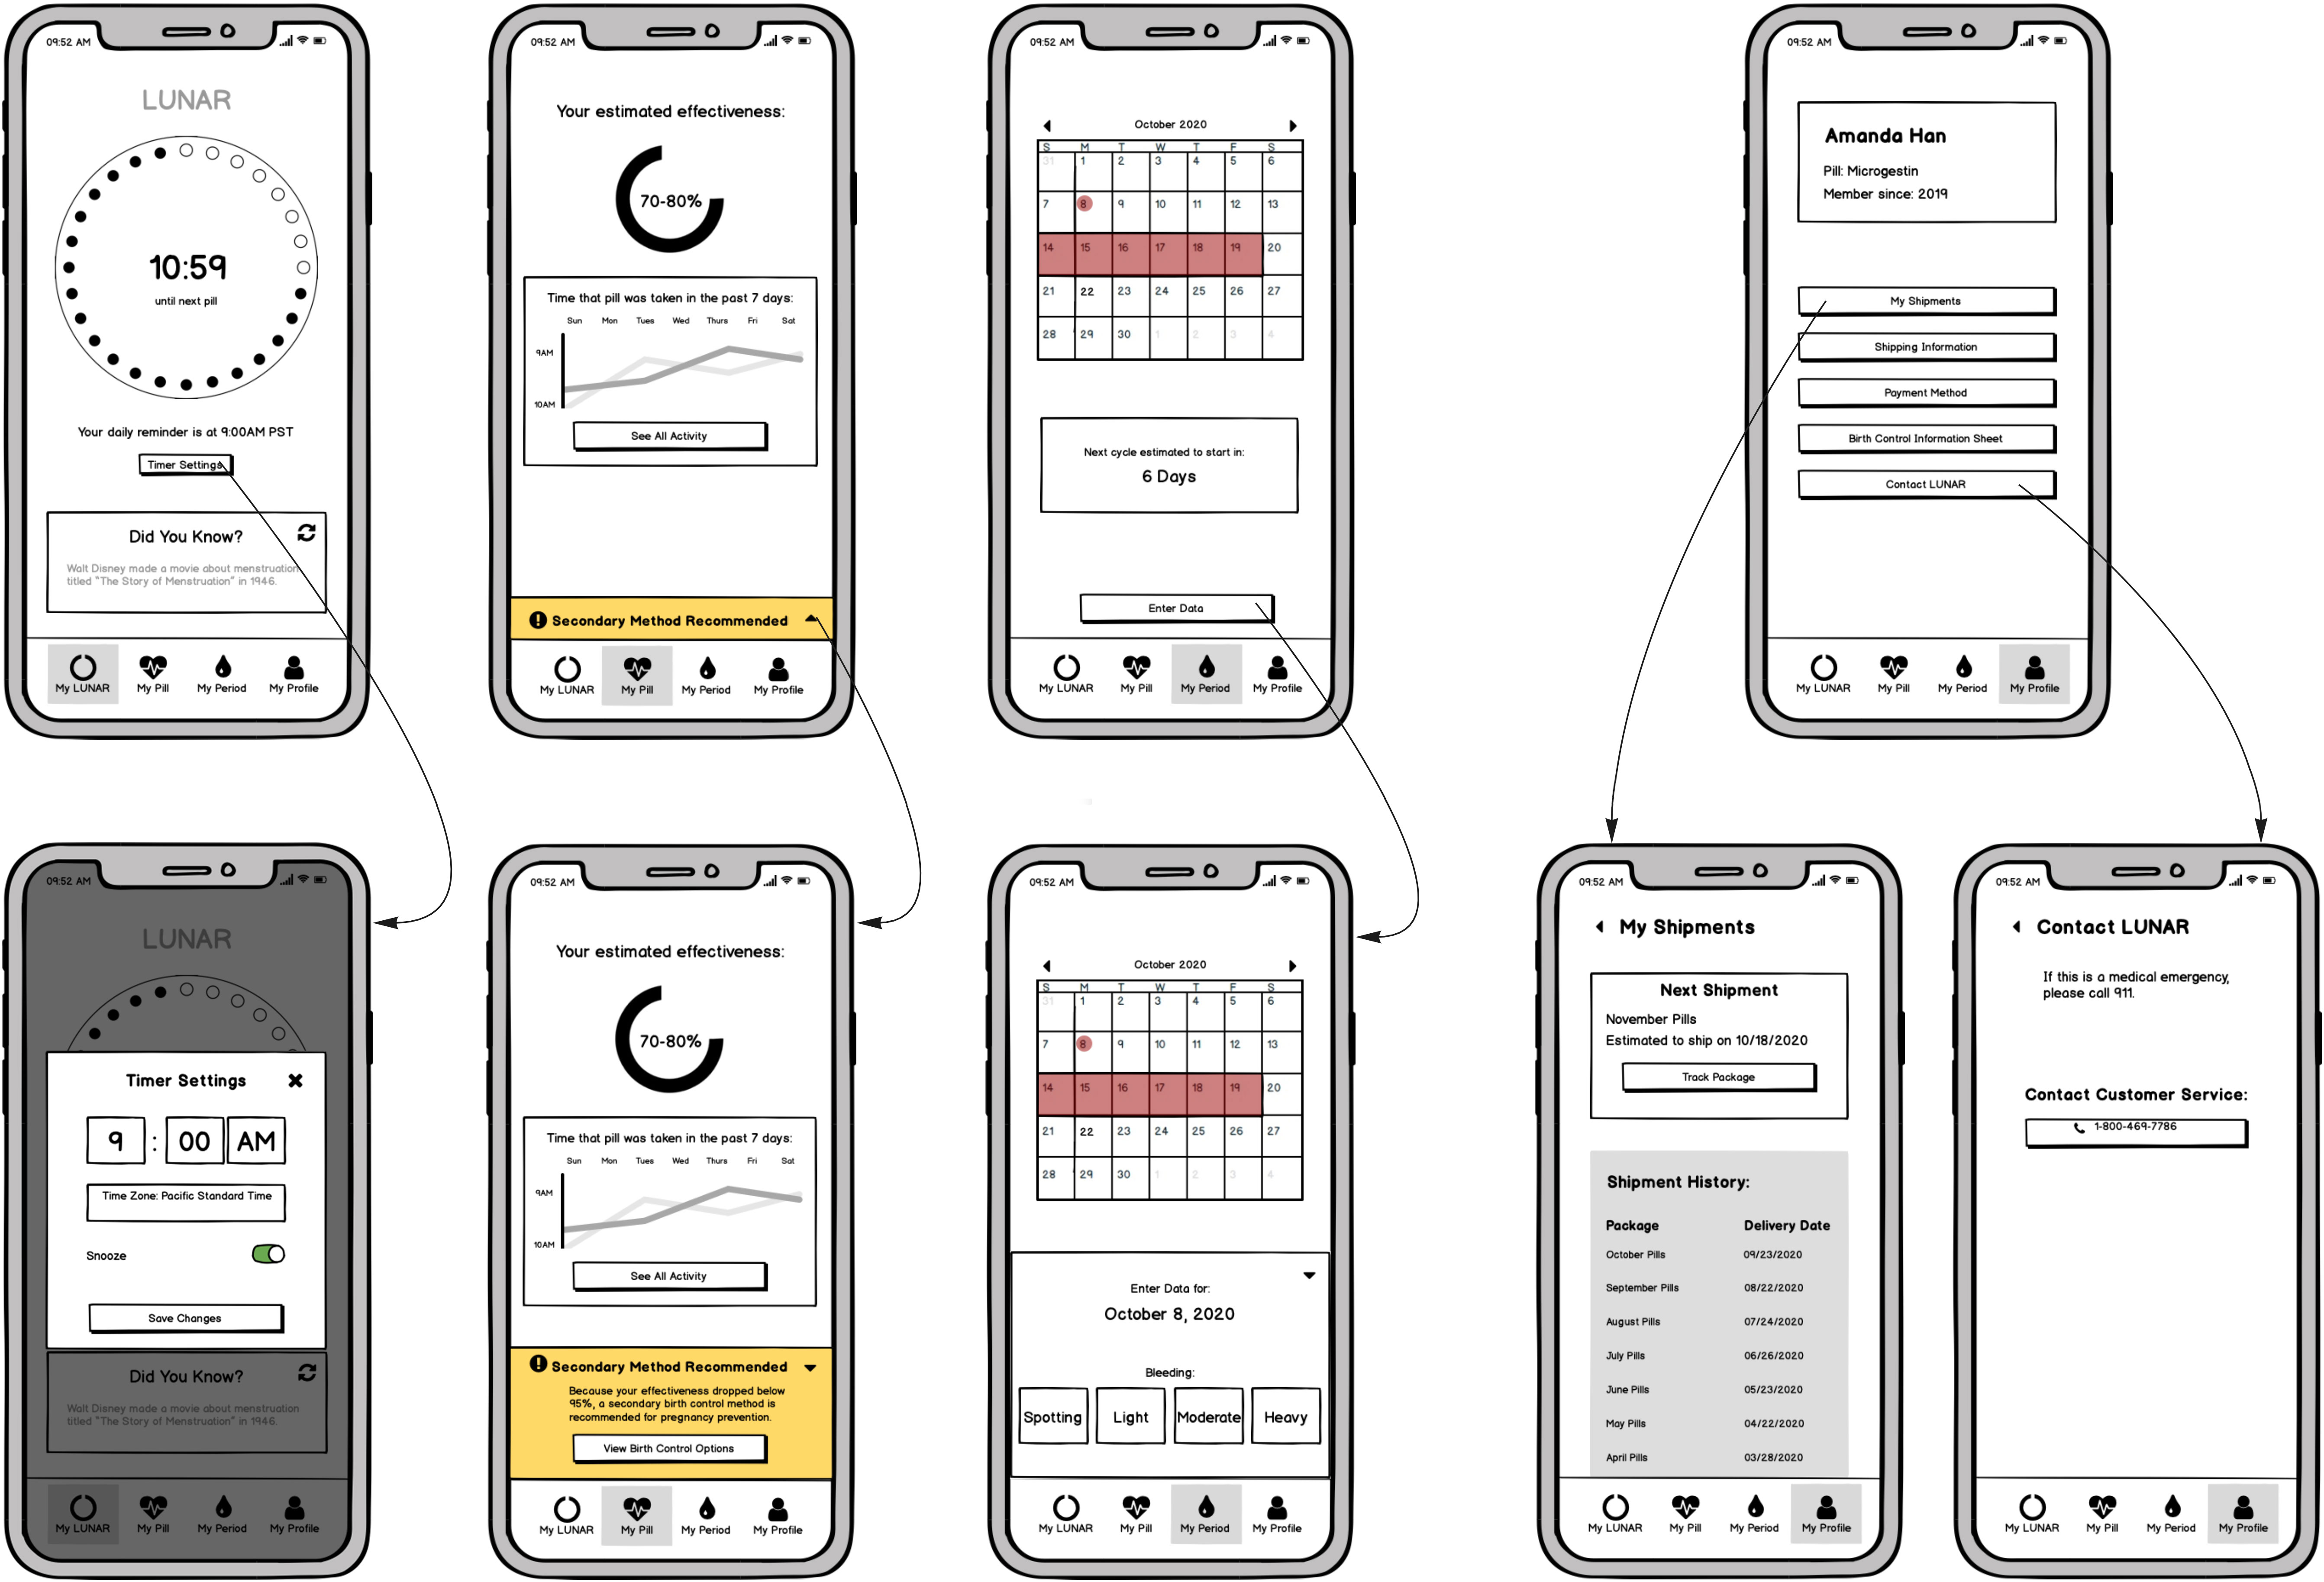 09:52 AM
LUNAR
10:59
until next pill
Your daily reminder is at 9:00AM PST
Timer Settings
Did You Know?
Walt Disney made a movie about menstruation
titled "The Story of Menstruation" in 1946.
My LUNAR My Pill My Period My Profile
09:52 AM
Your estimated effectiveness:
70-80%
Time that pill was taken in the past 7 days:
Sun Mon Tues Wed Thurs Fri Sat
9AM
10AM
See All Activity
Secondary Method Recommended
My LUNAR My Pill My Period My Profile
09:52 AM
October 2020
S M T W T F S
31 1 2 3 4 5 6
7 8 9 10 11 12 13
14 15 16 17 18 19 20
21 22 23 24 25 26 27
28 29 30 1 2 3 4
Next cycle estimated to start in:
6 Days
Enter Data
My LUNAR My Pill My Period My Profile
09:52 AM
Amanda Han
Pill: Microgestin
Member since: 2019
My Shipments
Shipping Information
Payment Method
Birth Control Information Sheet
Contact LUNAR
My LUNAR My Pill My Period My Profile
09:52 AM
LUNAR
Timer Settings
9 : 00 AM
Time Zone: Pacific Standard Time
Snooze
Save Changes
Did You Know?
Walt Disney made a movie about menstruation
titled "The Story of Menstruation" in 1946.
My LUNAR My Pill My Period My Profile
09:52 AM
Your estimated effectiveness:
70-80%
Time that pill was taken in the past 7 days:
Sun Mon Tues Wed Thurs Fri Sat
9AM
10AM
See All Activity
Secondary Method Recommended
Because your effectiveness dropped below
95%, a secondary birth control method is
recommended for pregnancy prevention.
View Birth Control Options
My LUNAR My Pill My Period My Profile
09:52 AM
October 2020
S M T W T F S
31 1 2 3 4 5 6
7 8 9 10 11 12 13
14 15 16 17 18 19 20
21 22 23 24 25 26 27
28 29 30 1 2 3 4
Enter Data for:
October 8, 2020
Bleeding:
Spotting Light Moderate Heavy
My LUNAR My Pill My Period My Profile
09:52 AM
My Shipments
Next Shipment
November Pills
Estimated to ship on 10/18/2020
Track Package
Shipment History:
Package Delivery Date
October Pills 09/23/2020
September Pills 08/22/2020
August Pills 07/24/2020
July Pills 06/26/2020
June Pills 05/23/2020
May Pills 04/22/2020
April Pills 03/28/2020
My LUNAR My Pill My Period My Profile
09:52 AM
Contact LUNAR
If this is a medical emergency,
please call 911.
Contact Customer Service:
1-800-469-7786
My LUNAR My Pill My Period My Profile